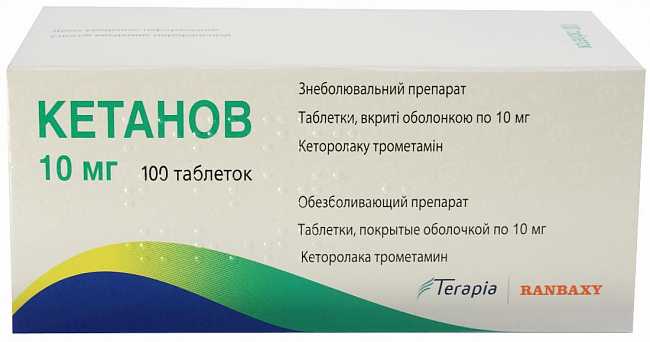 КЕТАНОВ
10 мг 100 таблеток
Знеболювальний препарат
Таблетки, вкриті оболонкою по 10 мг
Кеторолаку трометамін
Обезболивающий препарат
Таблетки, покрытые оболочкой по 10 мг
Кеторолака трометамин
Terapia RANBAXY